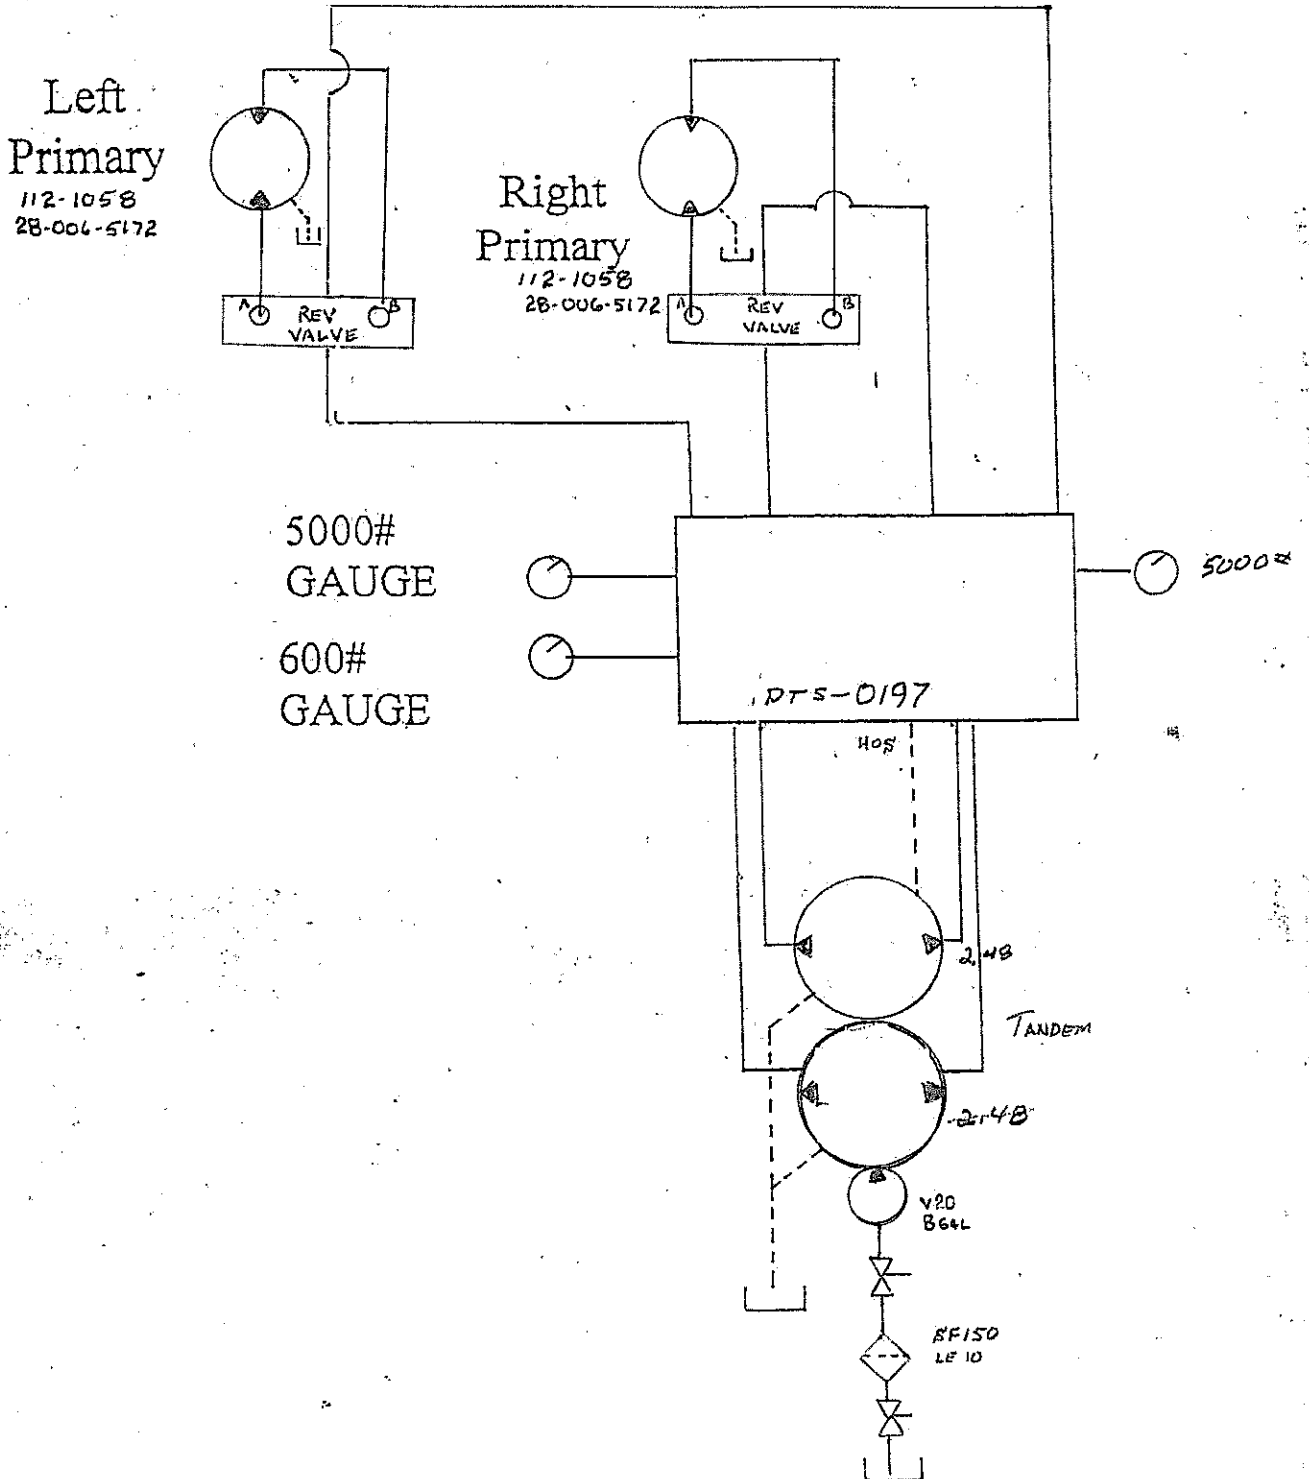 Left
Primary
112-1058
28-006-5172
Right
Primary
112-1058
28-006-5172
A
REV
VALVE
B
A
REV
VALVE
B
5000#
GAUGE
600#
GAUGE
5000#
DTS-0197
HOS
2.48
TANDEM
2.48
V20
B64L
SF150
LE 10